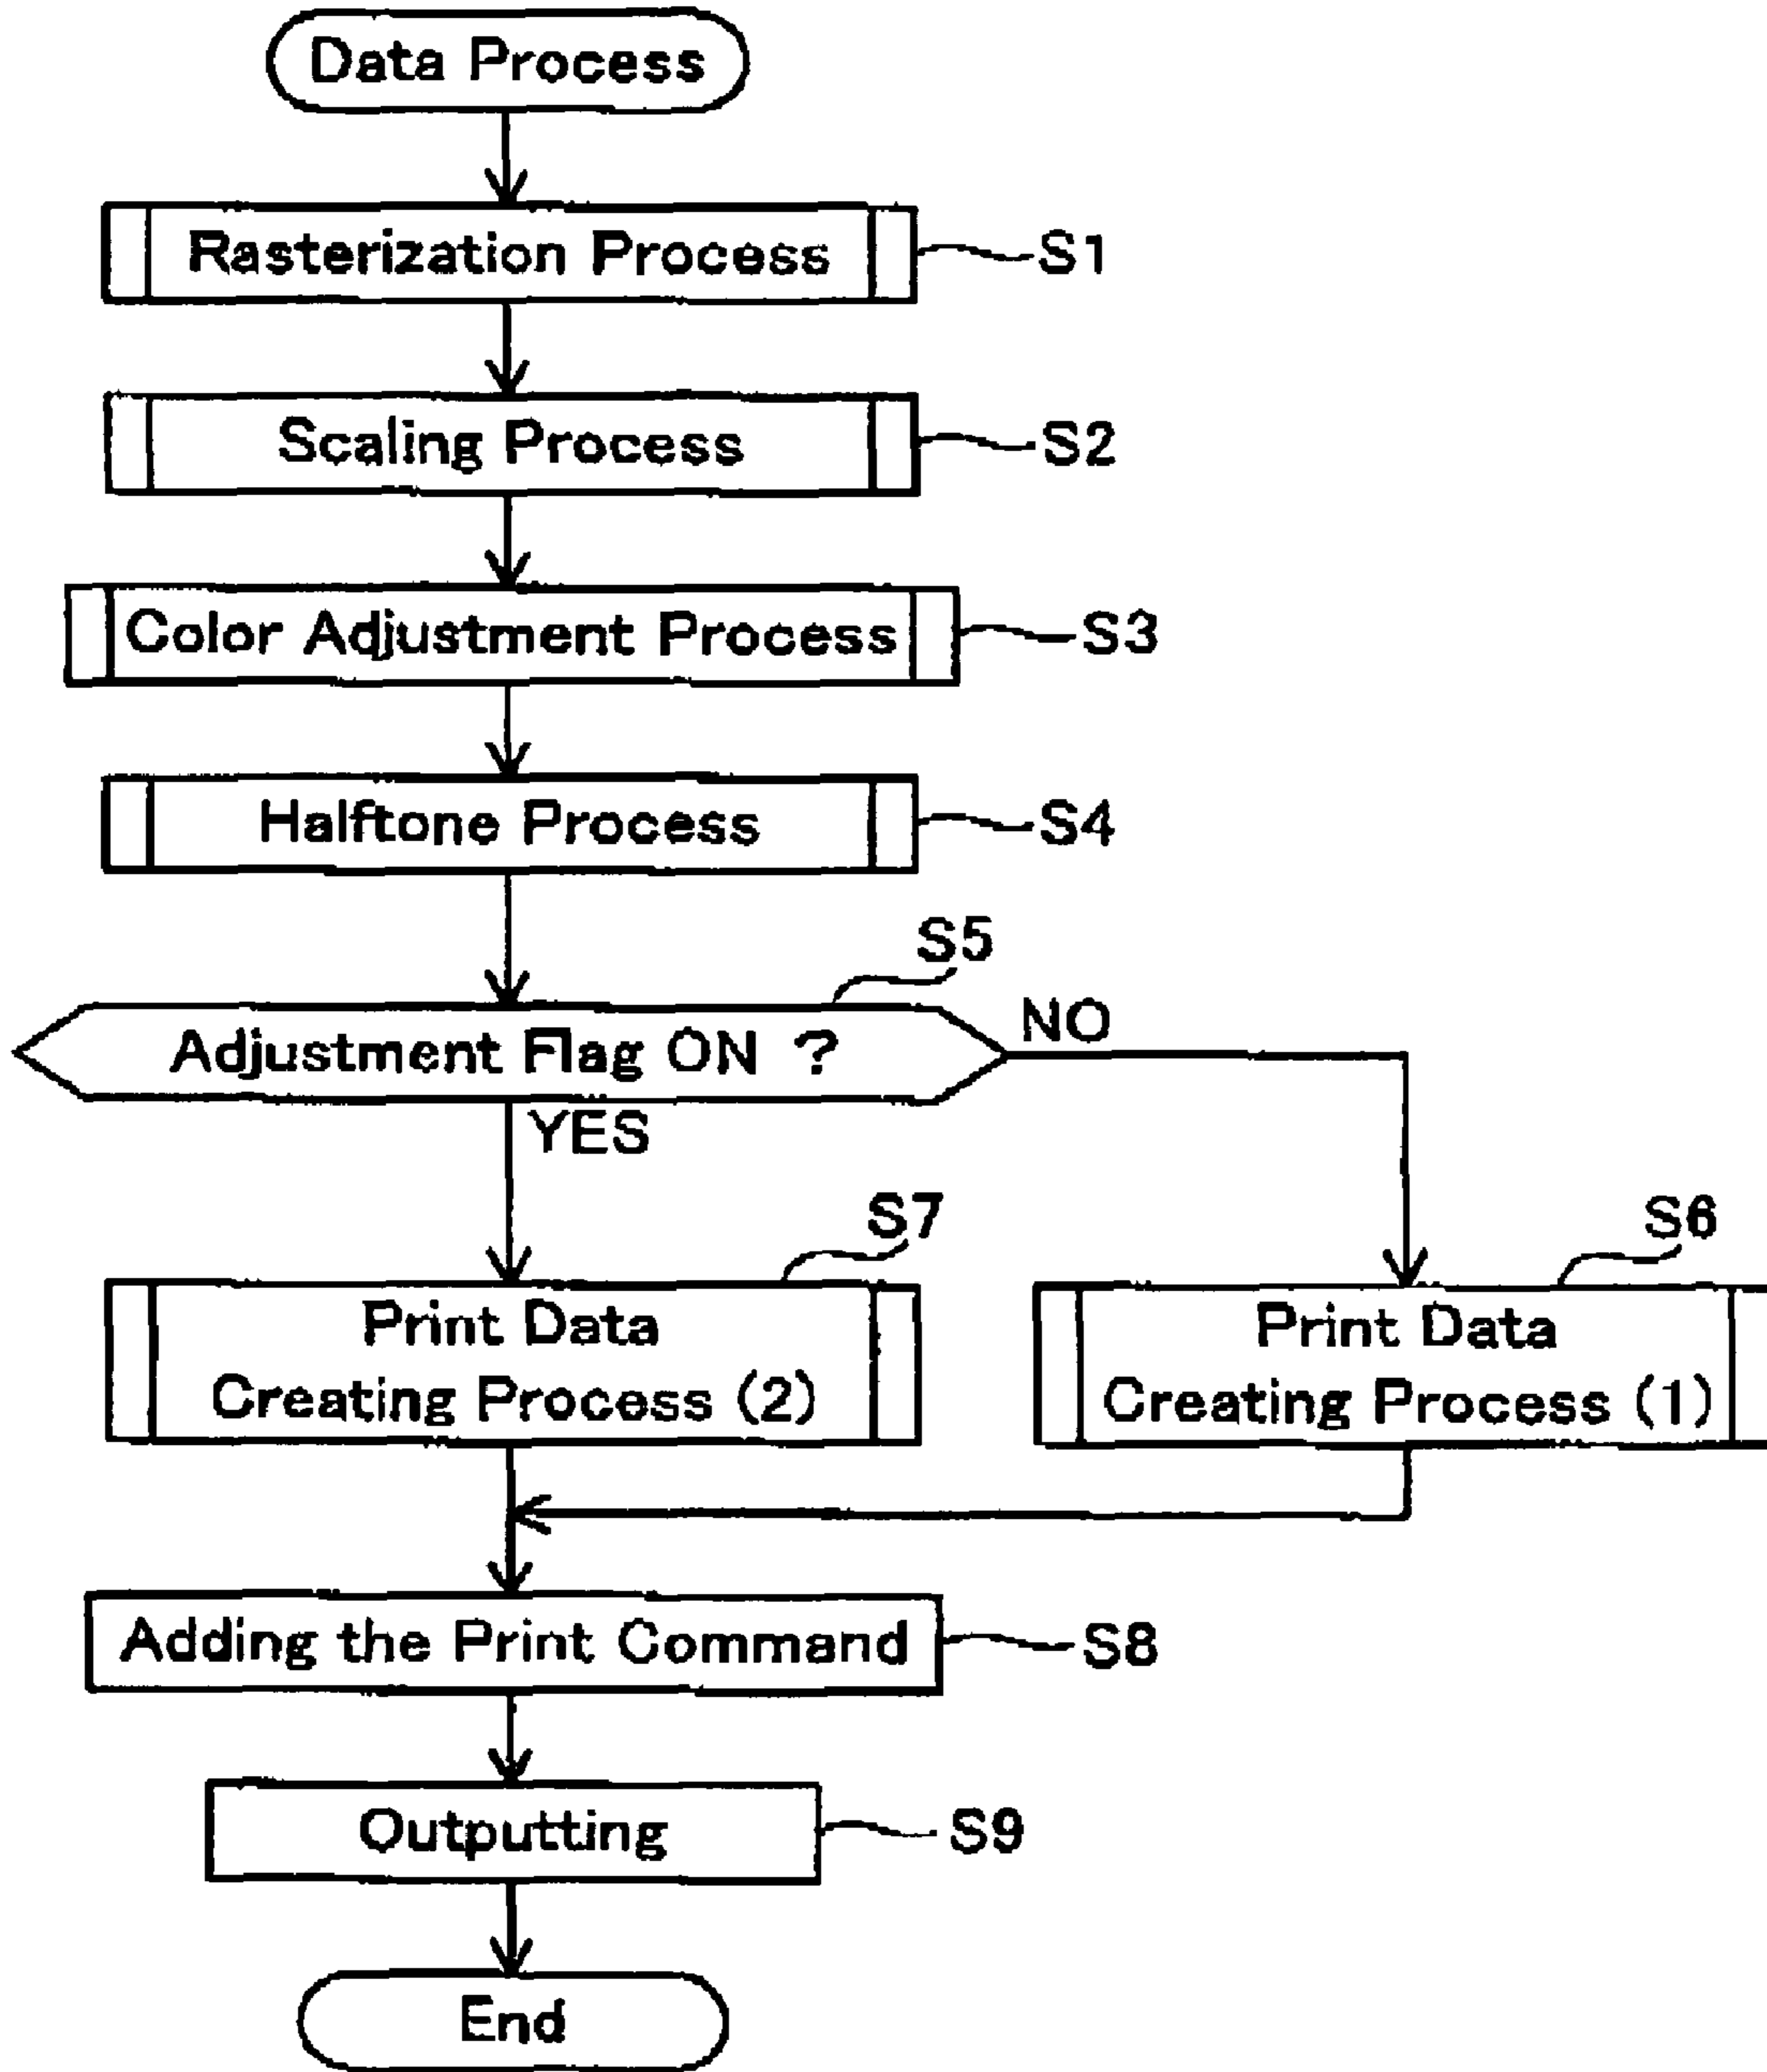 Data Process
Rasterization Process
S1
Scaling Process
S2
Color Adjustment Process
S3
Halftone Process
S4
S5
Adjustment Flag ON ?
NO
YES
S7
S6
Print Data
Creating Process (2)
Print Data
Creating Process (1)
Adding the Print Command
S8
Outputting
S9
End